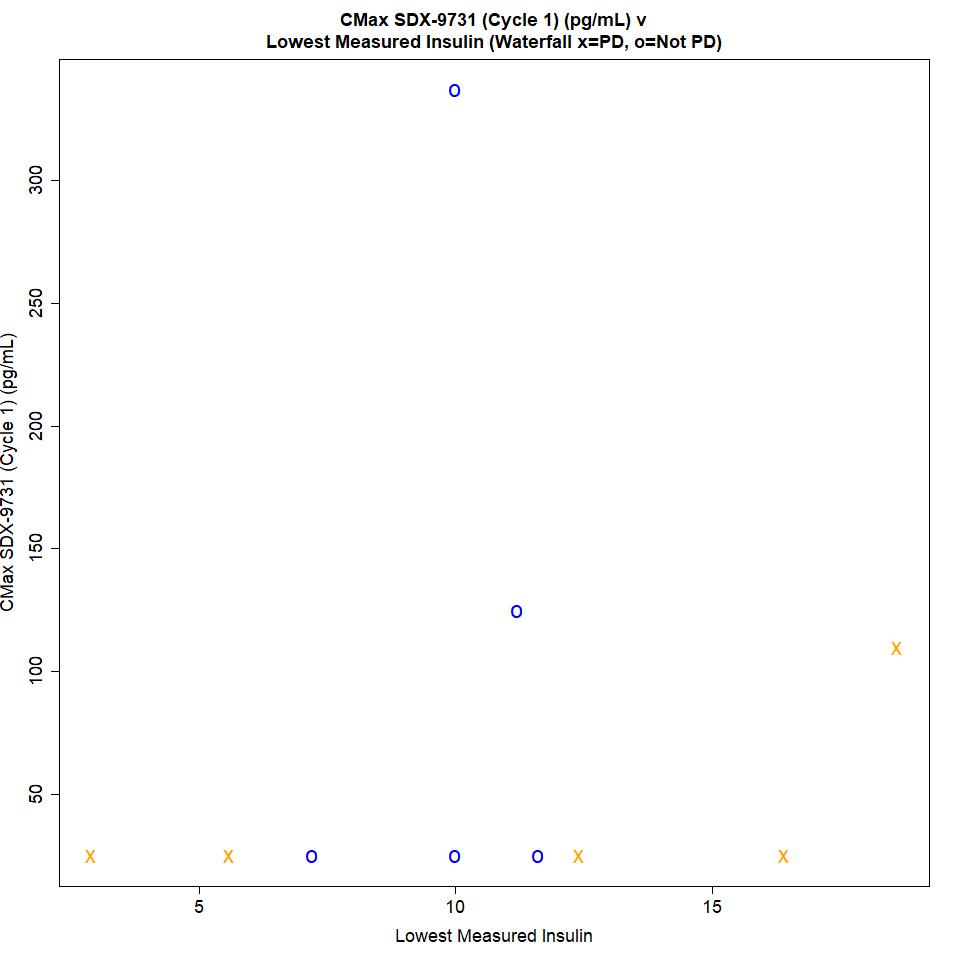 CMax SDX-9731 (Cycle 1) (pg/mL) v
Lowest Measured Insulin (Waterfall x=PD, o=Not PD)
CMax SDX-9731 (Cycle 1) (pg/mL)
300
250
200
150
100
50
o
o
x
x
x
o
o
o
x
x
5
10
15
Lowest Measured Insulin